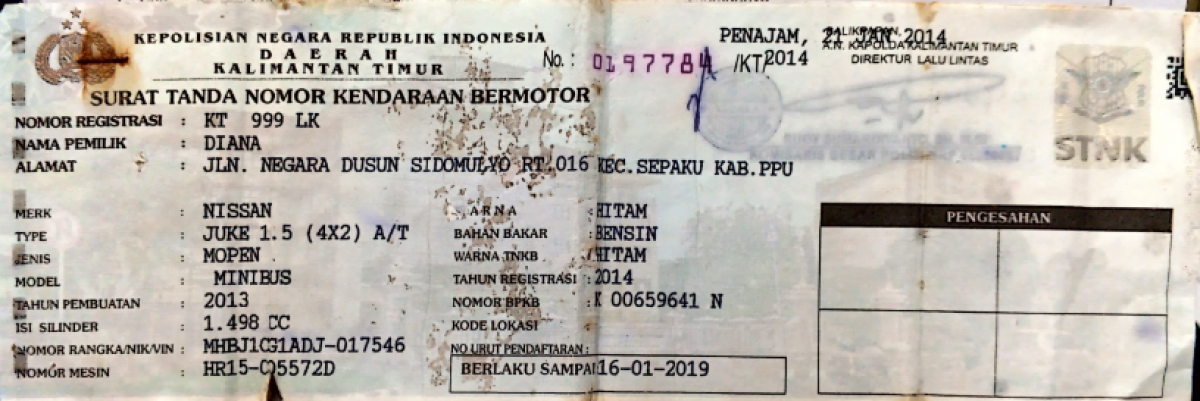 KEPOLISIAN NEGARA REPUBLIK INDONESIA
DAERAH
KALIMANTAN TIMUR
No.: 0197784 /KT/2014
PENAJAM, 21 JAN 2014
BALIKPAPAN,
A.N. KAPOLDA KALIMANTAN TIMUR
DIREKTUR LALU LINTAS
SURAT TANDA NOMOR KENDARAAN BERMOTOR
STNK
NOMOR REGISTRASI : KT 999 LK
NAMA PEMILIK : DIANA
ALAMAT : JLN. NEGARA DUSUN SIDOMULYO RT.016 KEC.SEPAKU KAB.PPU
MERK : NISSAN
TYPE : JUKE 1.5 (4X2) A/T
JENIS : MOPEN
MODEL : MINIBUS
TAHUN PEMBUATAN : 2013
ISI SILINDER : 1.498 CC
NOMOR RANGKA/NIK/VIN : MHBJ1CG1ADJ-017546
NOMOR MESIN : HR15-
ARNA : HITAM
BAHAN BAKAR : BENSIN
WARNA TNKB : HITAM
TAHUN REGISTRASI : 2014
NOMOR BPKB : K 00659641 N
KODE LOKASI
NO URUT PENDAFTARAN :
BERLAKU SAMPAI 16-01-2019
PENGESAHAN